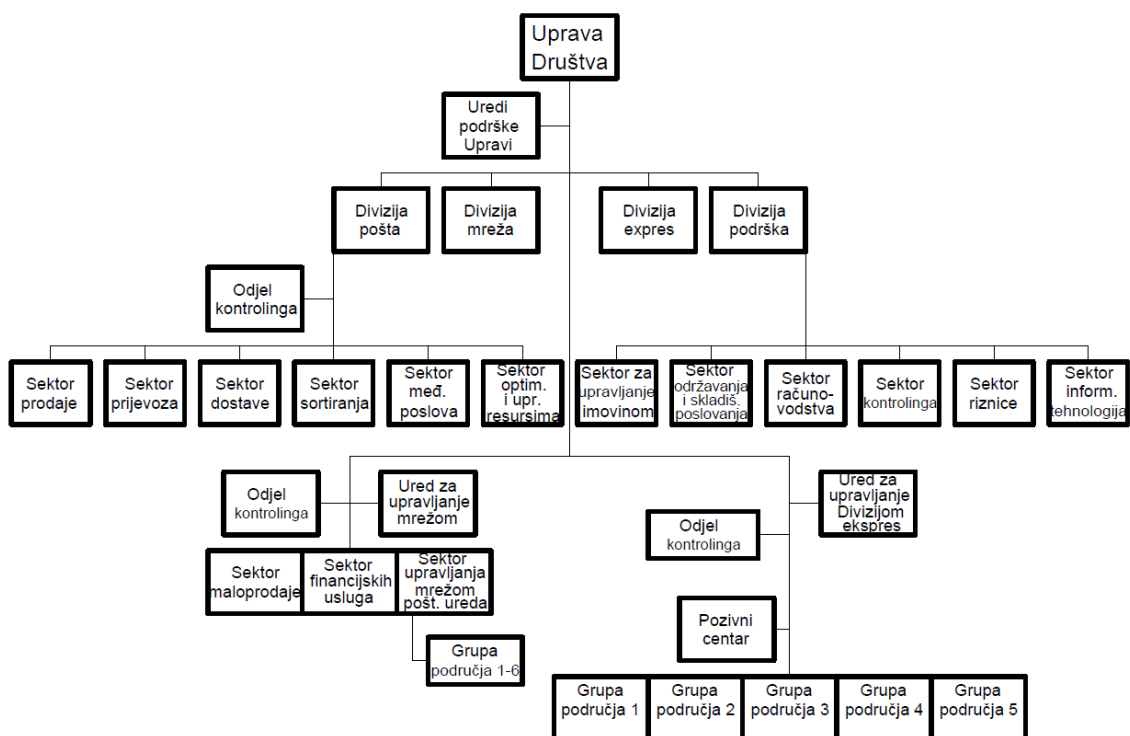 Uprava
Društva
Uredi
podrške
Upravi
Divizija
pošta
Divizija
mreža
Divizija
expres
Divizija
podrška
Odjel
kontrolinga
Sektor
prodaje
Sektor
prijevoza
Sektor
dostave
Sektor
sortiranja
Sektor
međ.
poslova
Sektor
optim.
i upr.
resursima
Sektor za
upravljanje
imovinom
Sektor
održavanja
i skladiš.
poslovanja
Sektor
računo-
vodstva
Sektor
kontrolinga
Sektor
riznice
Sektor
inform.
tehnologija
Odjel
kontrolinga
Ured za
upravljanje
mrežom
Ured za
upravljanje
Divizijom
ekspres
Odjel
kontrolinga
Sektor
maloprodaje
Sektor
financijskih
usluga
Sektor
upravljanja
mrežom
pošt. ureda
Pozivni
centar
Grupa
područja 1-6
Grupa
područja 1
Grupa
područja 2
Grupa
područja 3
Grupa
područja 4
Grupa
područja 5